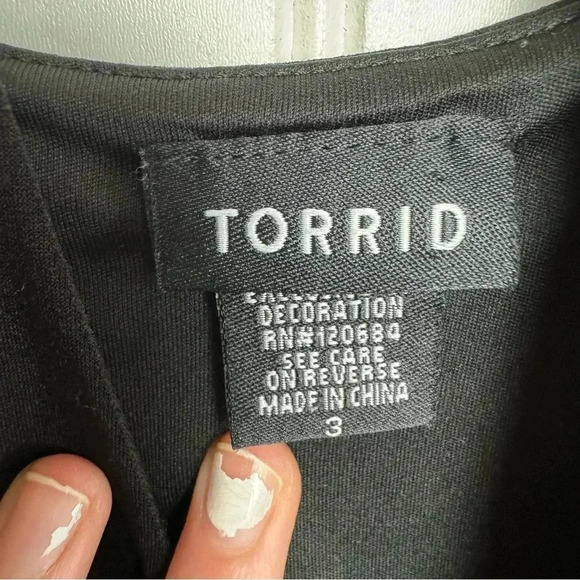 TORRID
DECORATION
RN#120684
SEE CARE
ON REVERSE
MADE IN CHINA
3